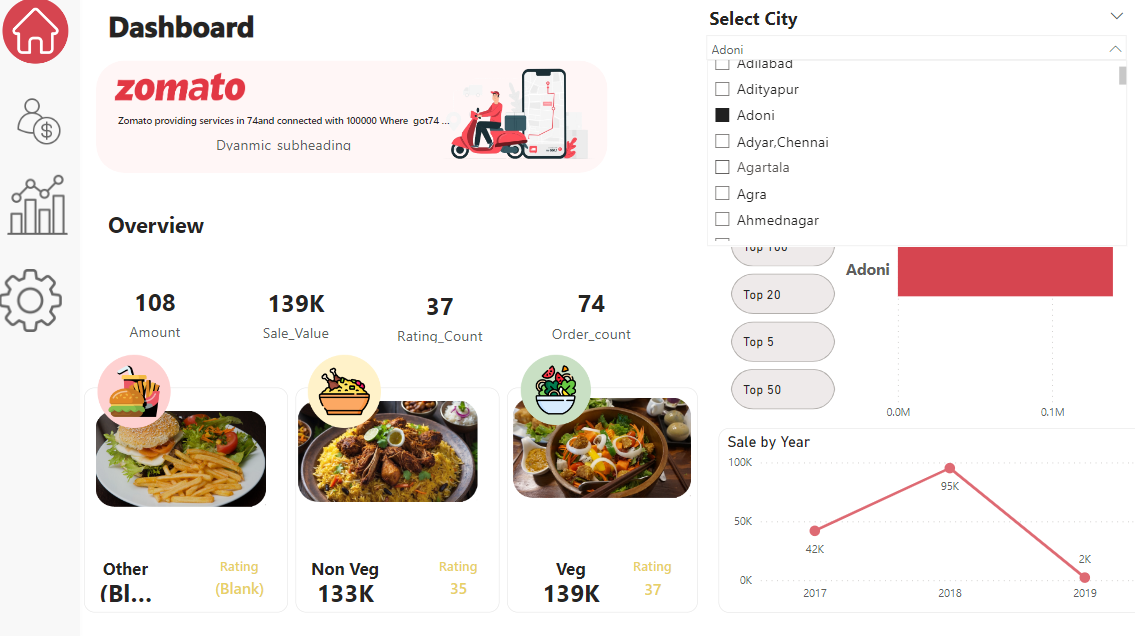 Dashboard
zomato
Zomato providing services in 74and connected with 100000 Where got74 ...
Dynamic subheading
Select City
Adoni
Adilabad
Adityapur
Adoni
Adyar,Chennai
Agartala
Agra
Ahmednagar
Overview
108
Amount
139K
Sale_Value
37
Rating_Count
74
Order_count
Top 100
Top 20
Top 5
Top 50
Adoni
0.0M
0.1M
Other
(Bl...
Rating
(Blank)
Non Veg
133K
Rating
35
Veg
139K
Rating
37
Sale by Year
100K
50K
0K
42K
95K
2K
2017
2018
2019